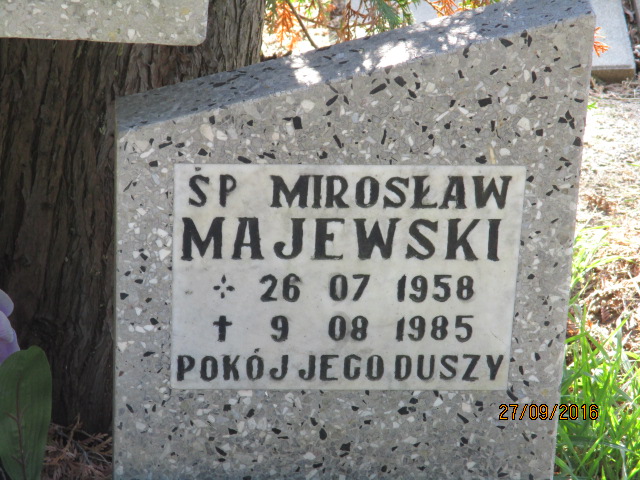 ŚP MIROSŁAW
MAJEWSKI
26 07 1958
† 9 08 1985
POKÓJ JEGO DUSZY
27/09/2016